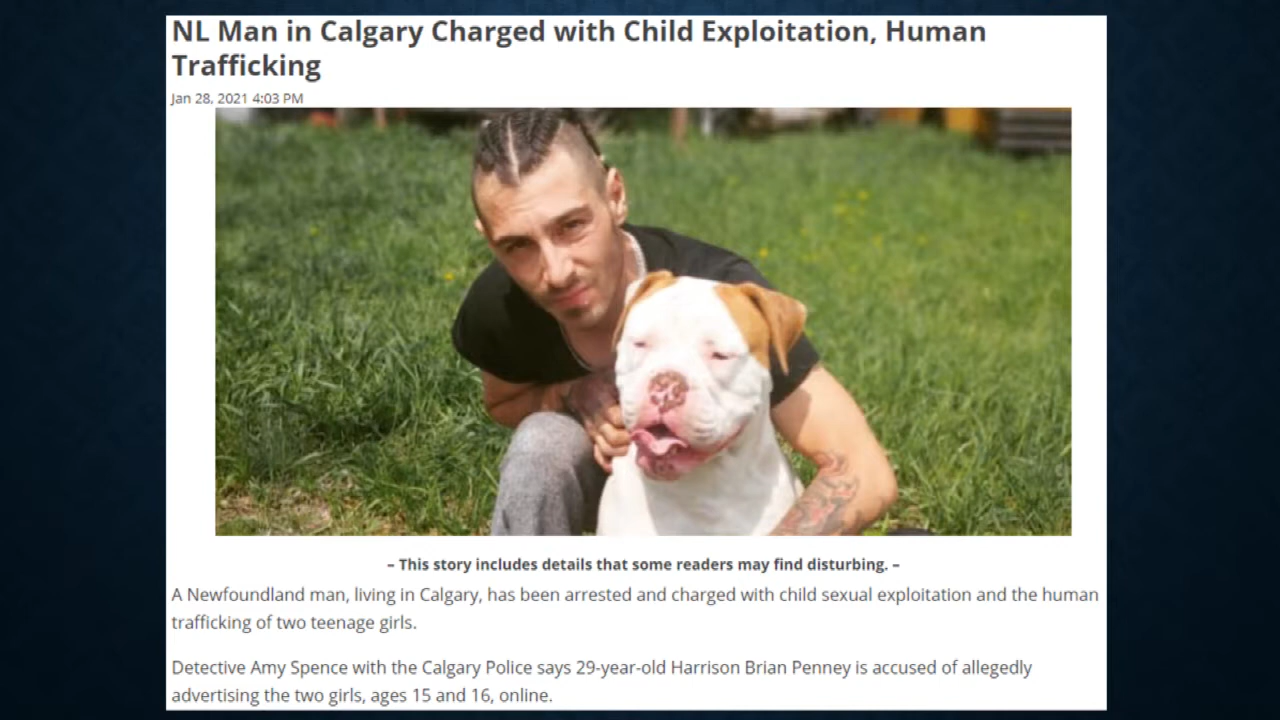 NL Man in Calgary Charged with Child Exploitation, Human
Trafficking
Jan 28, 2021 4:03 PM
– This story includes details that some readers may find disturbing. –
A Newfoundland man, living in Calgary, has been arrested and charged with child sexual exploitation and the human
trafficking of two teenage girls.
Detective Amy Spence with the Calgary Police says 29-year-old Harrison Brian Penney is accused of allegedly
advertising the two girls, ages 15 and 16, online.